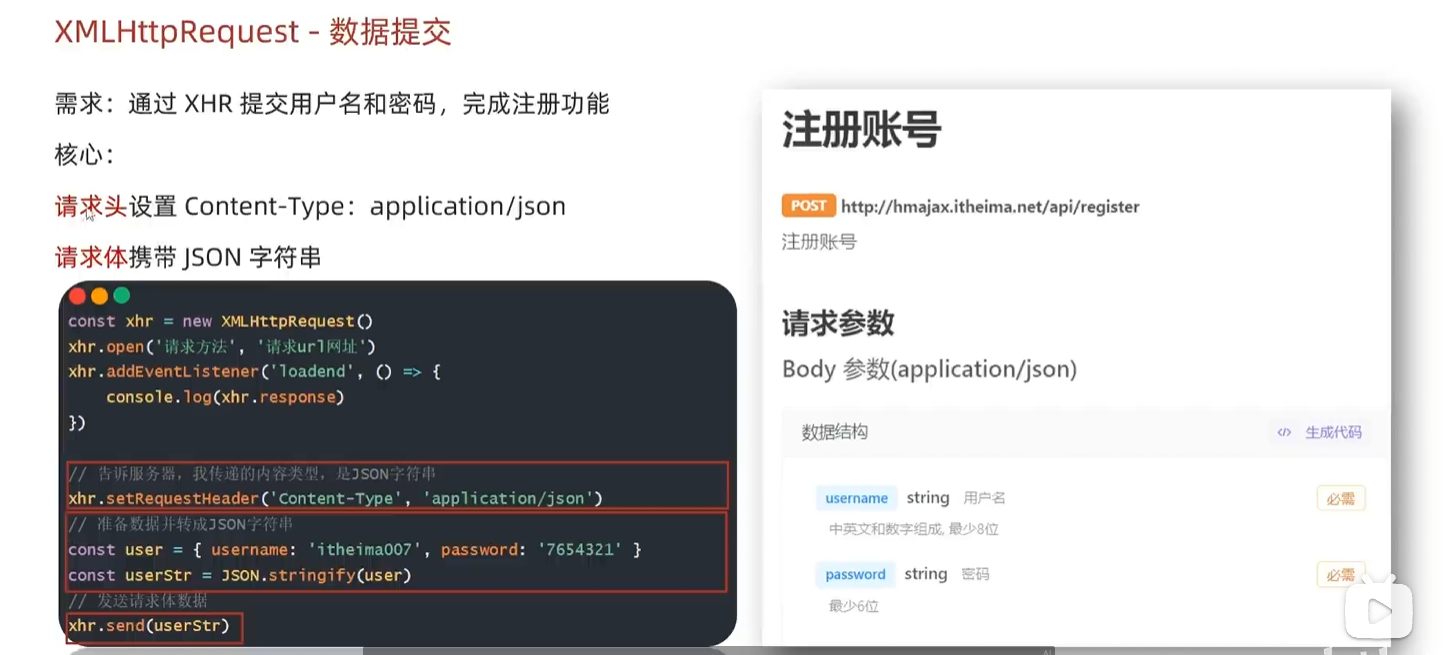 XMLHttpRequest - 数据提交
需求：通过 XHR 提交用户名和密码，完成注册功能
核心：
请求头设置 Content-Type：application/json
请求体携带 JSON 字符串
const xhr = new XMLHttpRequest()
xhr.open('请求方法', '请求url网址')
xhr.addEventListener('loadend', () => {
console.log(xhr.response)
})
// 告诉服务器，我传递的内容类型，是JSON字符串
xhr.setRequestHeader('Content-Type', 'application/json')
// 准备数据并转成JSON字符串
const user = { username: 'itheima007', password: '7654321' }
const userStr = JSON.stringify(user)
// 发送请求体数据
xhr.send(userStr)
注册账号
POST http://hmajax.itheima.net/api/register
注册账号
请求参数
Body 参数(application/json)
数据结构 </> 生成代码
username string 用户名 必需
中英文和数字组成, 最少8位
password string 密码 必需
最少6位